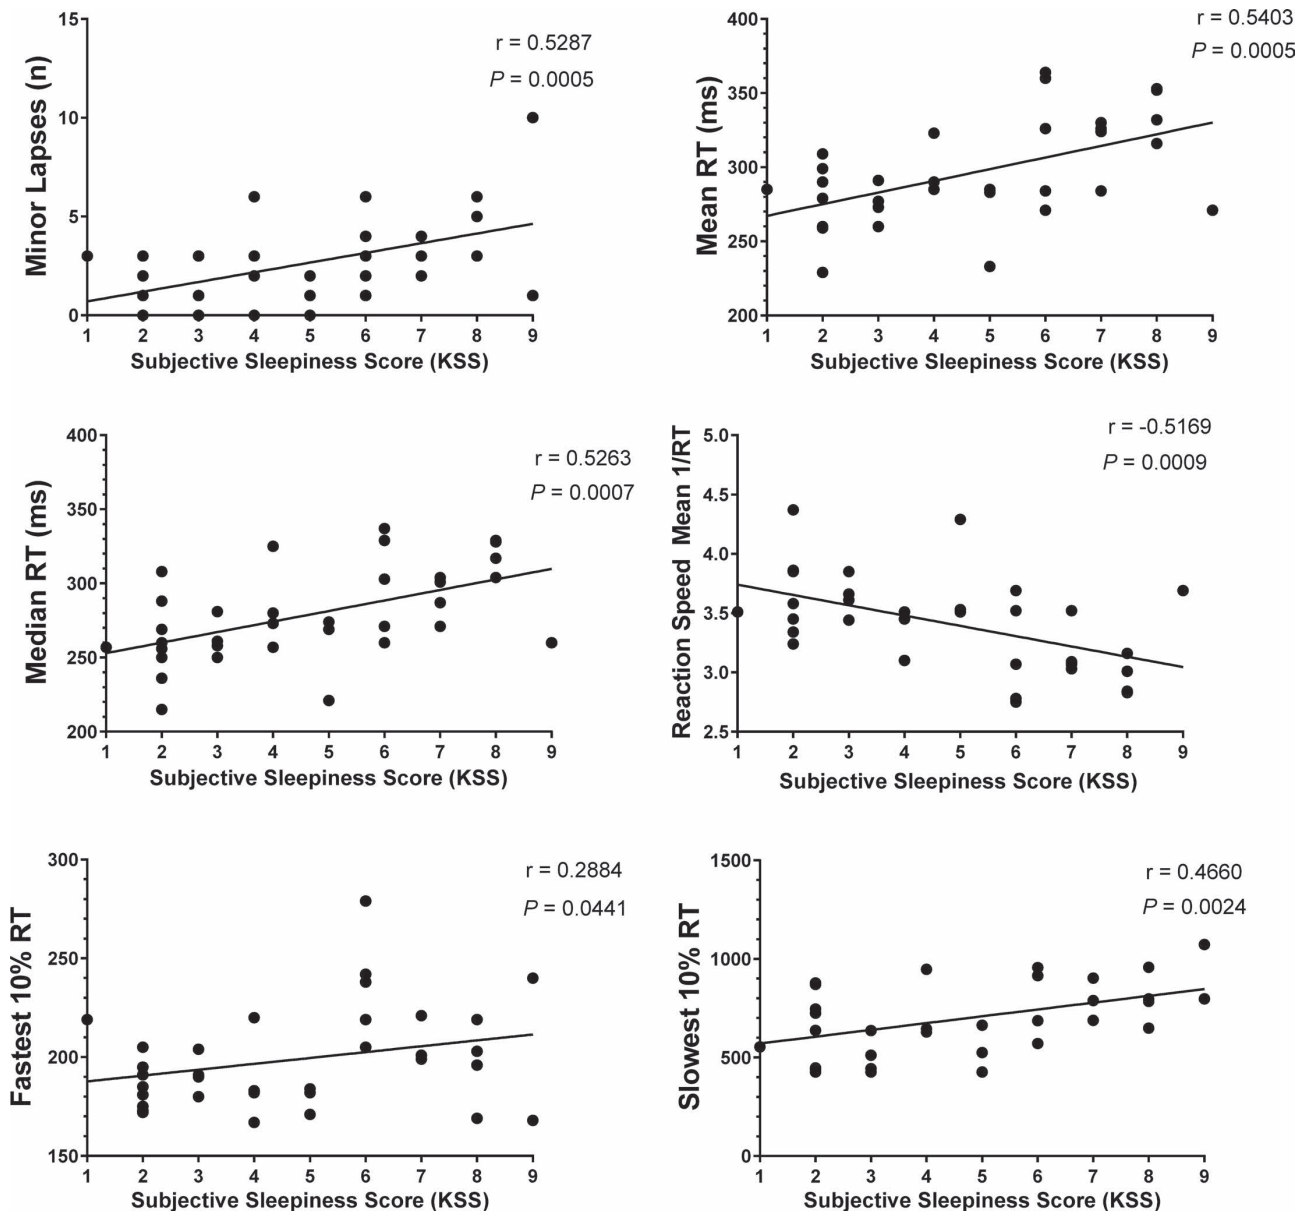 r = 0.5287
P = 0.0005
Minor Lapses (n)
15
10
5
0
1 2 3 4 5 6 7 8 9
Subjective Sleepiness Score (KSS)
r = 0.5403
P = 0.0005
Mean RT (ms)
400
350
300
250
200
1 2 3 4 5 6 7 8 9
Subjective Sleepiness Score (KSS)
r = 0.5263
P = 0.0007
Median RT (ms)
400
350
300
250
200
1 2 3 4 5 6 7 8 9
Subjective Sleepiness Score (KSS)
r = -0.5169
P = 0.0009
Reaction Speed Mean 1/RT
5.0
4.5
4.0
3.5
3.0
2.5
1 2 3 4 5 6 7 8 9
Subjective Sleepiness Score (KSS)
r = 0.2884
P = 0.0441
Fastest 10% RT
300
250
200
150
1 2 3 4 5 6 7 8 9
Subjective Sleepiness Score (KSS)
r = 0.4660
P = 0.0024
Slowest 10% RT
1500
1000
500
0
1 2 3 4 5 6 7 8 9
Subjective Sleepiness Score (KSS)